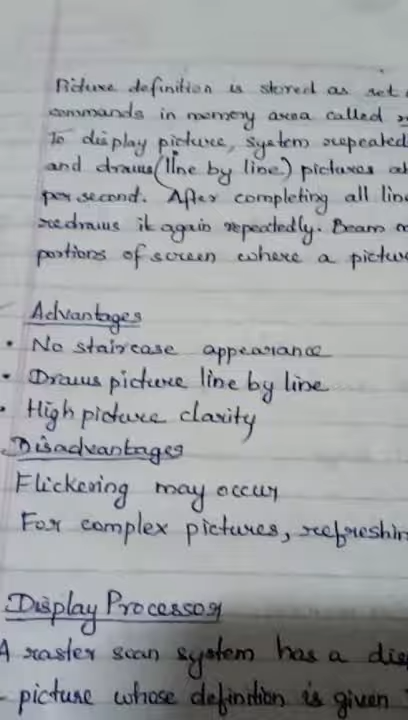 Picture definition is stored as set
commands in memory area called
To display picture, system repeated
and draws (line by line) pictures at
per second. After completing all lin
redraws it again repeatedly. Beam
portions of screen where a pictur
Advantages
• No staircase appearance
• Draws picture line by line
• High picture clarity
Disadvantages
Flickering may occur
For complex pictures, refreshin
Display Processor
A raster scan system has a dis
picture whose definition is given